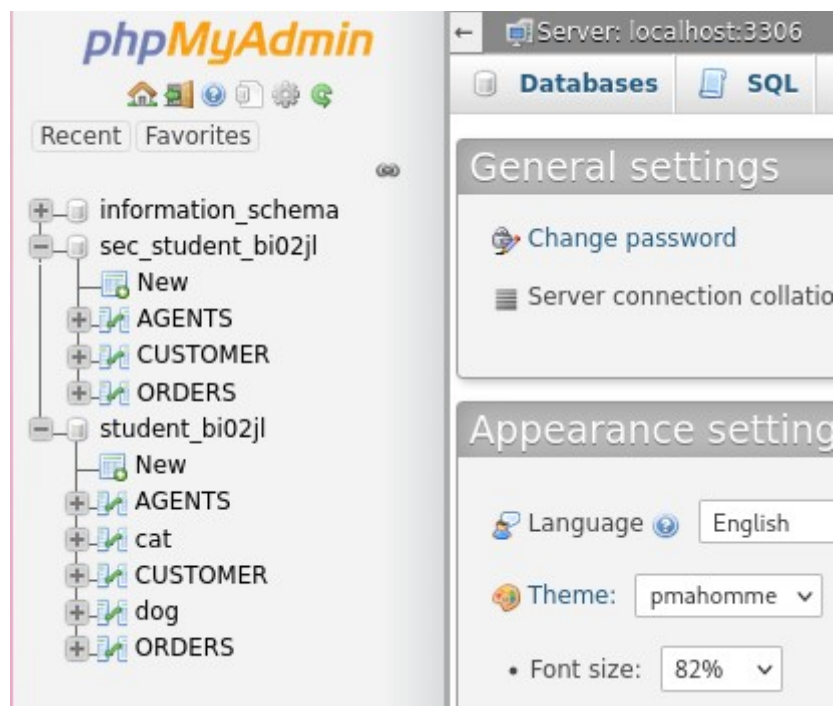 phpMyAdmin
Recent Favorites
information_schema
sec_student_bi02jl
New
AGENTS
CUSTOMER
ORDERS
student_bi02jl
New
AGENTS
cat
CUSTOMER
dog
ORDERS
Server: localhost:3306
Databases SQL
General settings
Change password
Server connection collatio
Appearance setting
Language English
Theme: pmahomme
• Font size: 82%